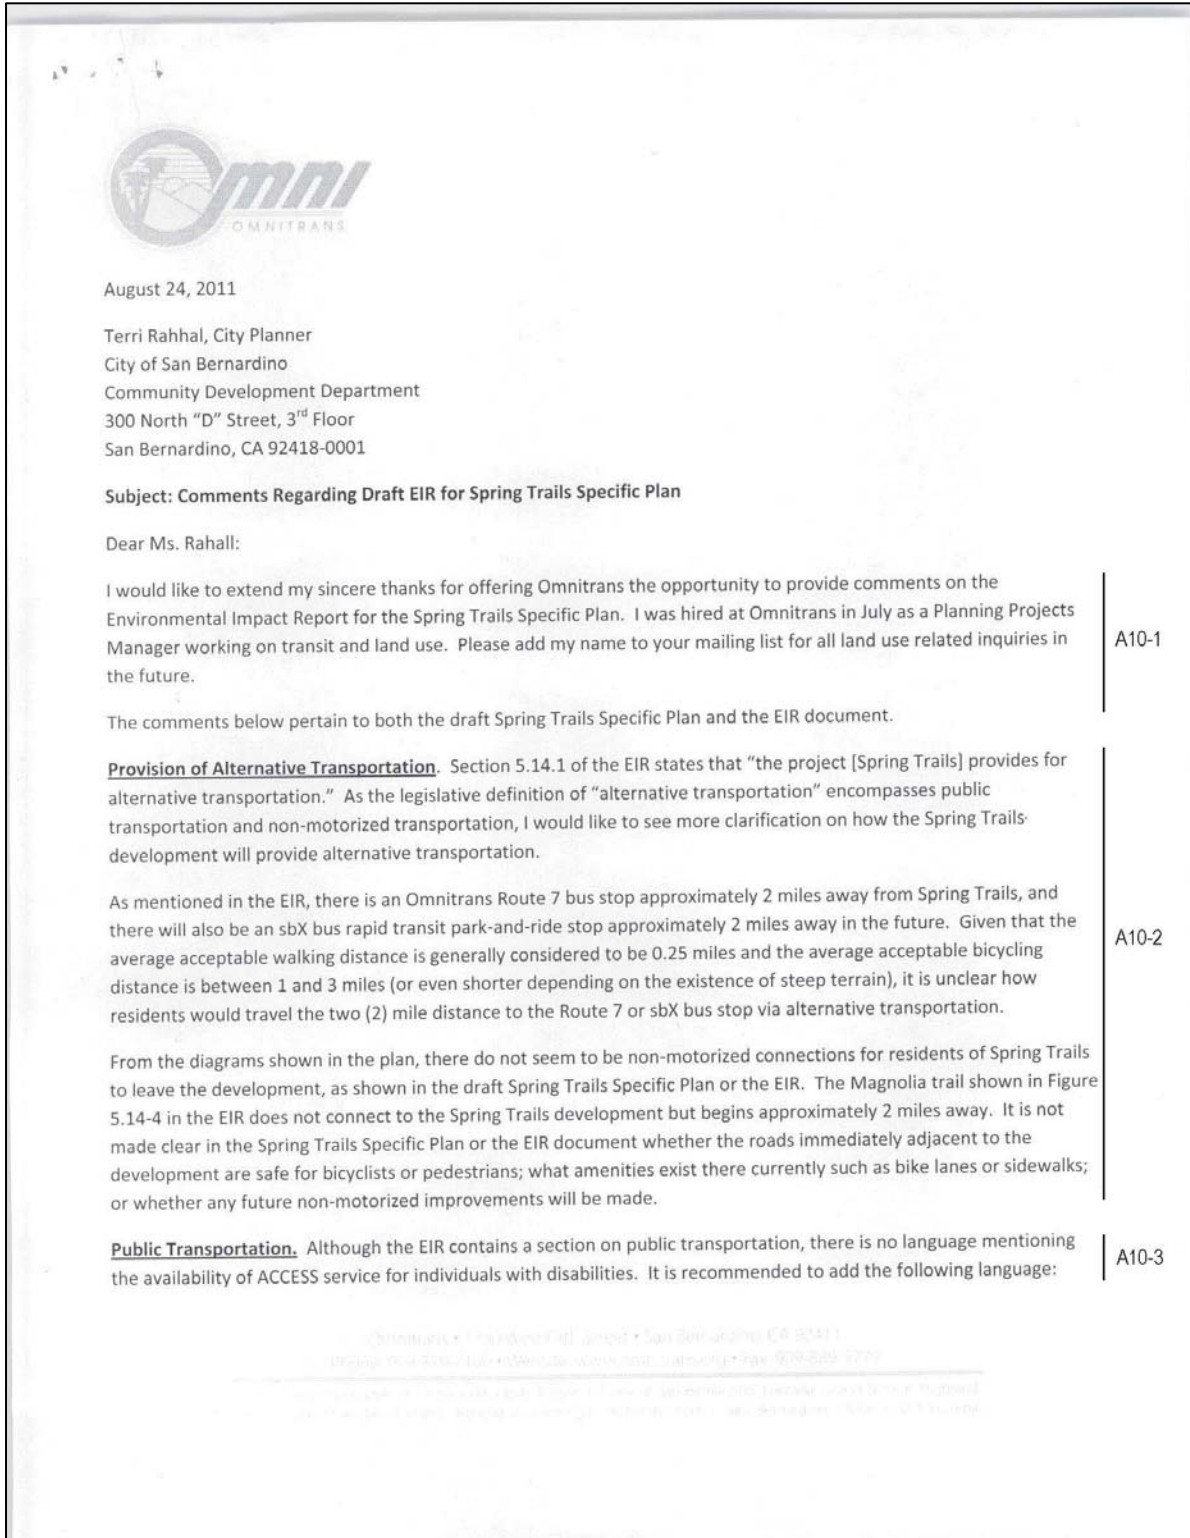 Omni
OMNITRANS
August 24, 2011
Terri Rahhal, City Planner
City of San Bernardino
Community Development Department
300 North “D” Street, 3rd Floor
San Bernardino, CA 92418-0001
Subject: Comments Regarding Draft EIR for Spring Trails Specific Plan
Dear Ms. Rahall:
I would like to extend my sincere thanks for offering Omnitrans the opportunity to provide comments on the
Environmental Impact Report for the Spring Trails Specific Plan. I was hired at Omnitrans in July as a Planning Projects
Manager working on transit and land use. Please add my name to your mailing list for all land use related inquiries in
the future.
A10-1
The comments below pertain to both the draft Spring Trails Specific Plan and the EIR document.
Provision of Alternative Transportation. Section 5.14.1 of the EIR states that “the project [Spring Trails] provides for
alternative transportation.” As the legislative definition of “alternative transportation” encompasses public
transportation and non-motorized transportation, I would like to see more clarification on how the Spring Trails
development will provide alternative transportation.
As mentioned in the EIR, there is an Omnitrans Route 7 bus stop approximately 2 miles away from Spring Trails, and
there will also be an sbX bus rapid transit park-and-ride stop approximately 2 miles away in the future. Given that the
average acceptable walking distance is generally considered to be 0.25 miles and the average acceptable bicycling
distance is between 1 and 3 miles (or even shorter depending on the existence of steep terrain), it is unclear how
residents would travel the two (2) mile distance to the Route 7 or sbX bus stop via alternative transportation.
A10-2
From the diagrams shown in the plan, there do not seem to be non-motorized connections for residents of Spring Trails
to leave the development, as shown in the draft Spring Trails Specific Plan or the EIR. The Magnolia trail shown in Figure
5.14-4 in the EIR does not connect to the Spring Trails development but begins approximately 2 miles away. It is not
made clear in the Spring Trails Specific Plan or the EIR document whether the roads immediately adjacent to the
development are safe for bicyclists or pedestrians; what amenities exist there currently such as bike lanes or sidewalks;
or whether any future non-motorized improvements will be made.
Public Transportation. Although the EIR contains a section on public transportation, there is no language mentioning
the availability of ACCESS service for individuals with disabilities. It is recommended to add the following language:
A10-3